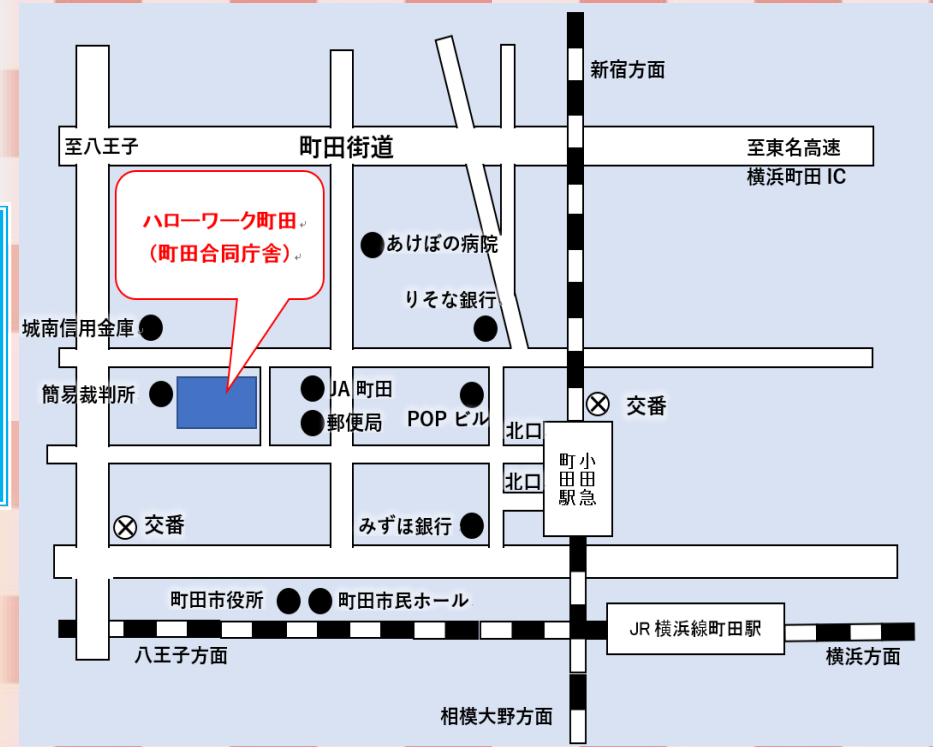 新宿方面
至八王子
町田街道
至東名高速
横浜町田 IC
ハローワーク町田
（町田合同庁舎）
あけぼの病院
りそな銀行
城南信用金庫
簡易裁判所
JA 町田
郵便局
POP ビル
交番
北口
小田急
町田駅
北口
交番
みずほ銀行
町田市役所
町田市民ホール
JR 横浜線町田駅
八王子方面
横浜方面
相模大野方面